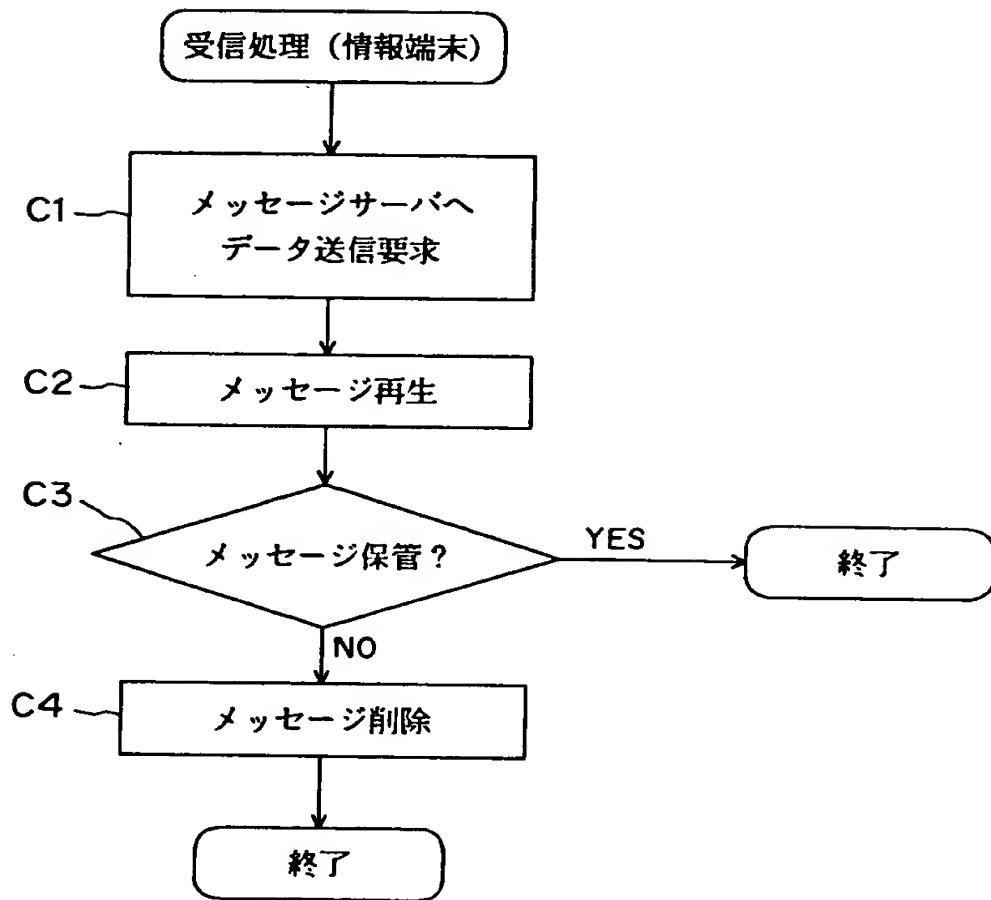 受信処理（情報端末）
C1
メッセージサーバへ
データ送信要求
C2
メッセージ再生
C3
メッセージ保管？
YES
終了
NO
C4
メッセージ削除
終了